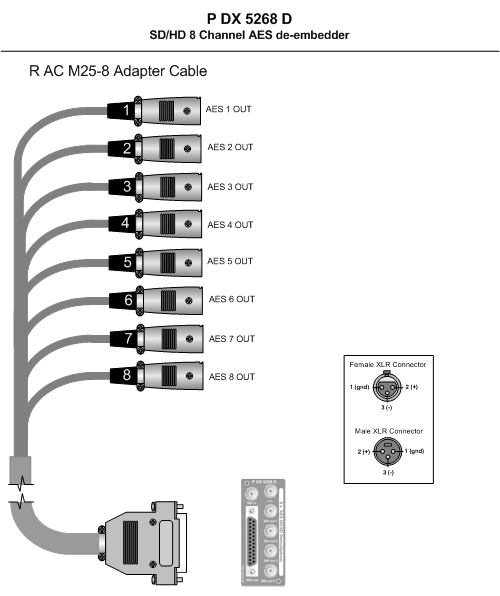 P DX 5268 D
SD/HD 8 Channel AES de-embedder
R AC M25-8 Adapter Cable
1 AES 1 OUT
2 AES 2 OUT
3 AES 3 OUT
4 AES 4 OUT
5 AES 5 OUT
6 AES 6 OUT
7 AES 7 OUT
8 AES 8 OUT
Female XLR Connector
1 (gnd) 2 (+)
3 (-)
Male XLR Connector
2 (+) 1 (gnd)
3 (-)
P DX 5268 D